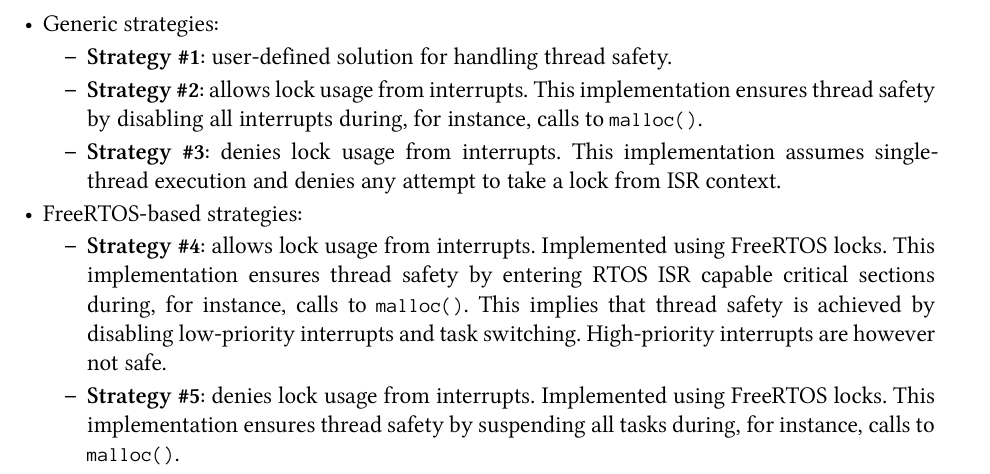 • Generic strategies:
– Strategy #1: user-defined solution for handling thread safety.
– Strategy #2: allows lock usage from interrupts. This implementation ensures thread safety
by disabling all interrupts during, for instance, calls to malloc().
– Strategy #3: denies lock usage from interrupts. This implementation assumes single-
thread execution and denies any attempt to take a lock from ISR context.
• FreeRTOS-based strategies:
– Strategy #4: allows lock usage from interrupts. Implemented using FreeRTOS locks. This
implementation ensures thread safety by entering RTOS ISR capable critical sections
during, for instance, calls to malloc(). This implies that thread safety is achieved by
disabling low-priority interrupts and task switching. High-priority interrupts are however
not safe.
– Strategy #5: denies lock usage from interrupts. Implemented using FreeRTOS locks. This
implementation ensures thread safety by suspending all tasks during, for instance, calls to
malloc().